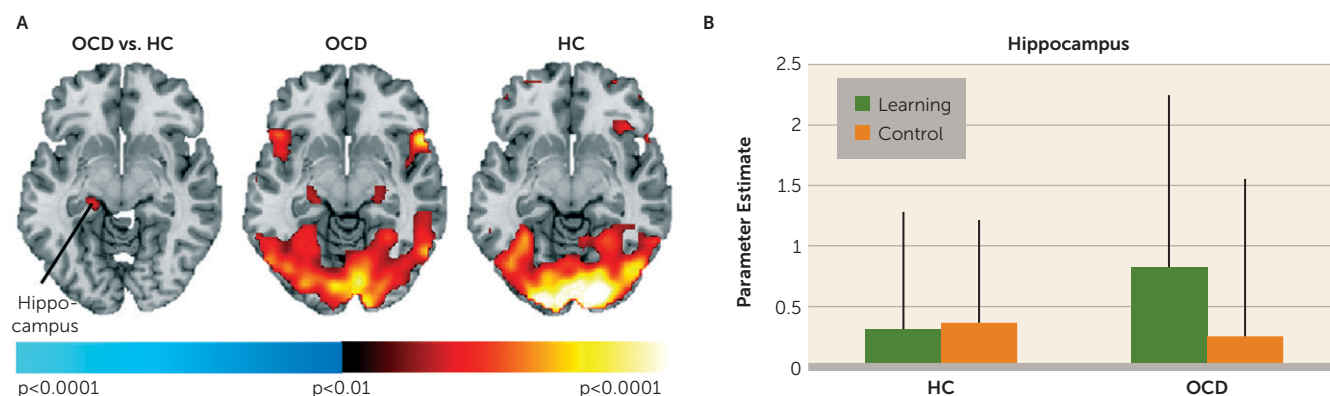 A
OCD vs. HC
OCD
HC
Hippo-
campus
p<0.0001
p<0.01
p<0.0001
B
Hippocampus
Parameter Estimate
2.5
2
1.5
1
0.5
0
Learning
Control
HC
OCD